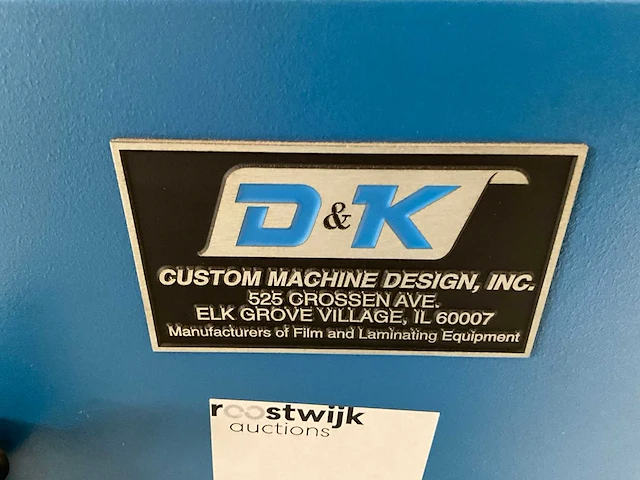 D&K
CUSTOM MACHINE DESIGN, INC.
525 CROSSEN AVE.
ELK GROVE VILLAGE, IL 60007
Manufacturers of Film and Laminating Equipment
roostwijk
auctions